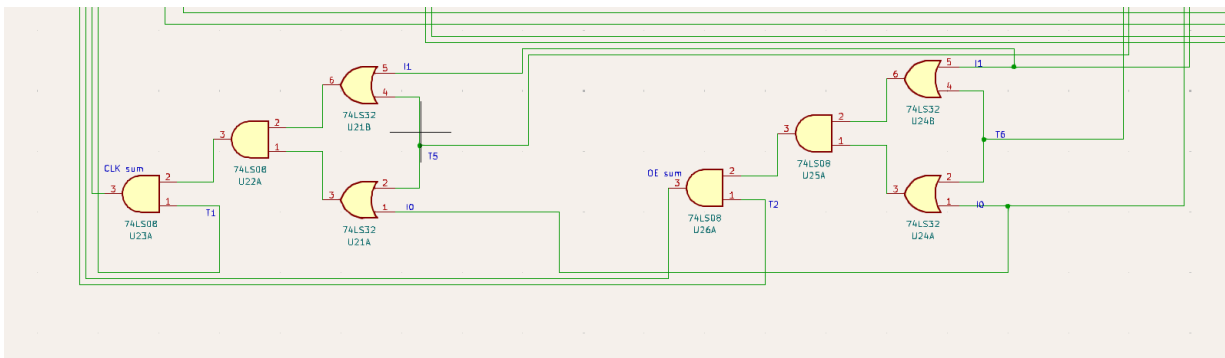 5 I1
6
4
74LS32
U21B
2
3
1
T5
74LS08
U22A
CLK sum
2
3
1
T1
74LS08
U23A
2
3
1 I0
74LS32
U21A
5 I1
6
4
74LS32
U24B
2
3
1
T6
74LS08
U25A
OE sum
2
3
1
T2
74LS08
U26A
2
3
1 I0
74LS32
U24A